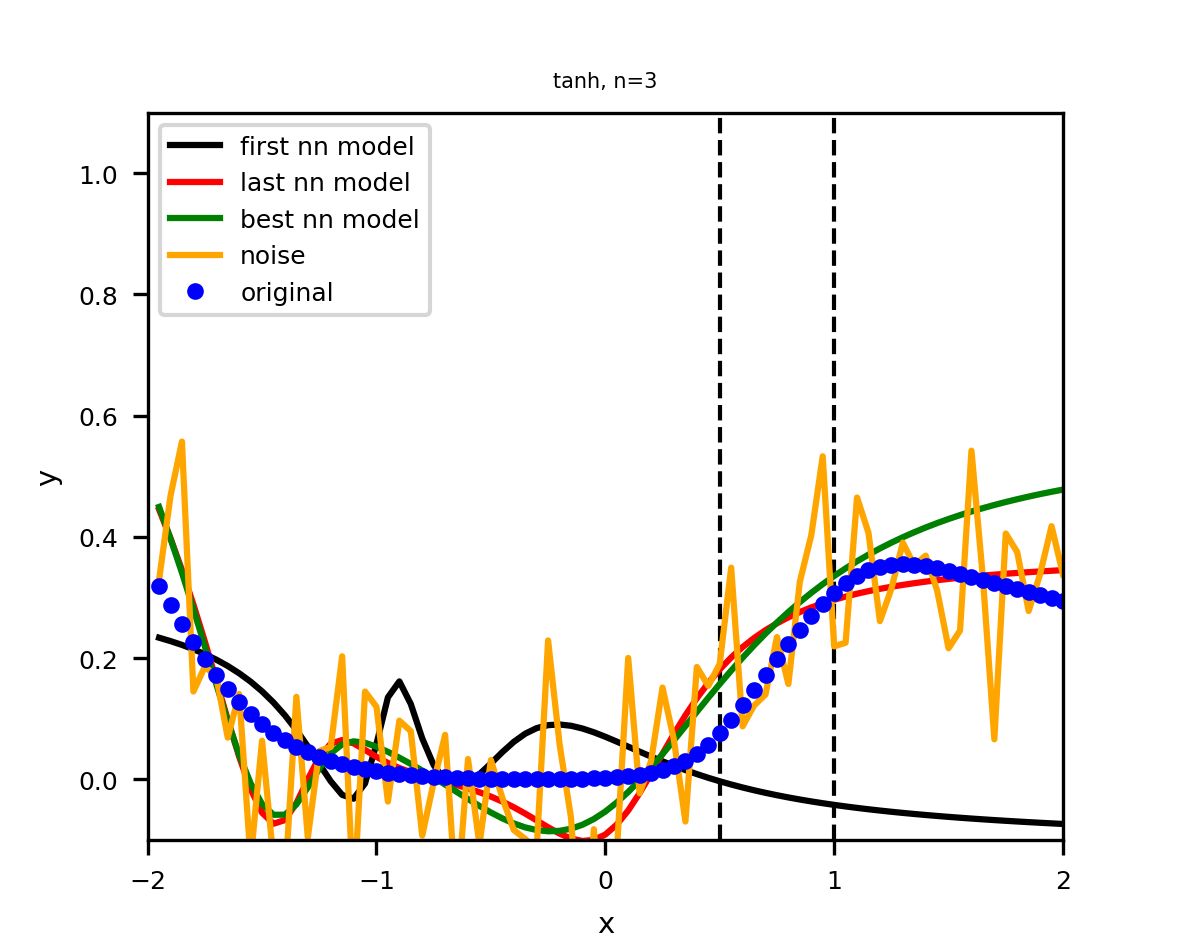 tanh, n=3
first nn model
last nn model
best nn model
noise
original
1.0
0.8
0.6
0.4
0.2
0.0
y
−2
−1
0
1
2
x